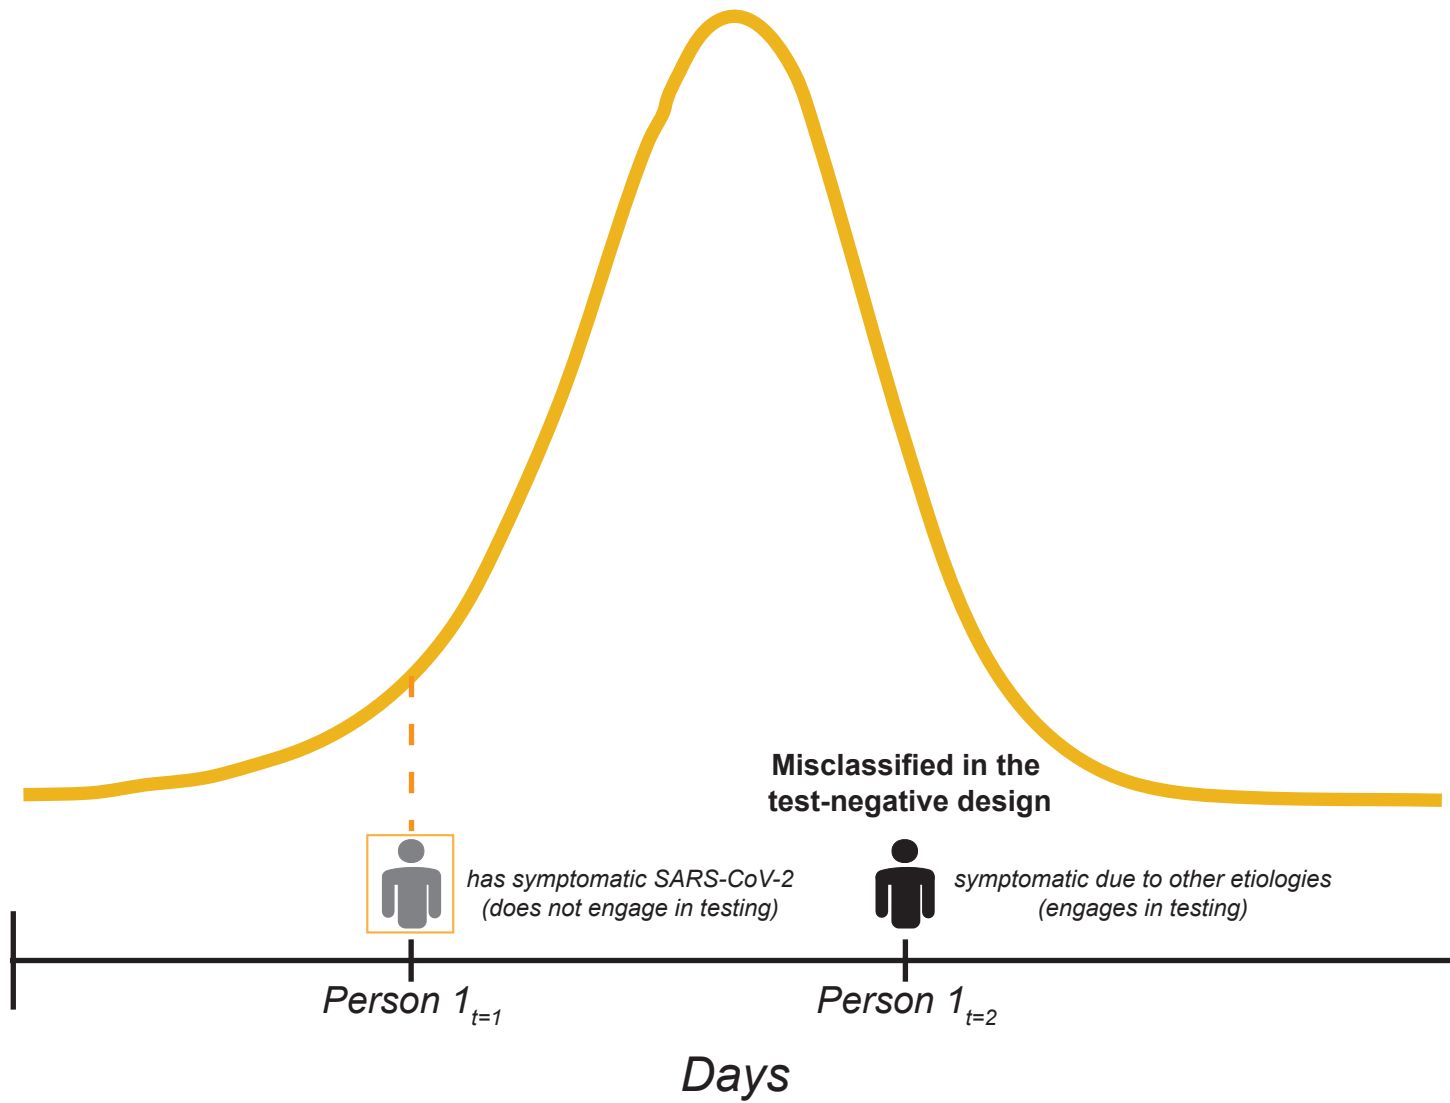 Misclassified in the
test-negative design
has symptomatic SARS-CoV-2
(does not engage in testing)
symptomatic due to other etiologies
(engages in testing)
Person 1t=1
Person 1t=2
Days